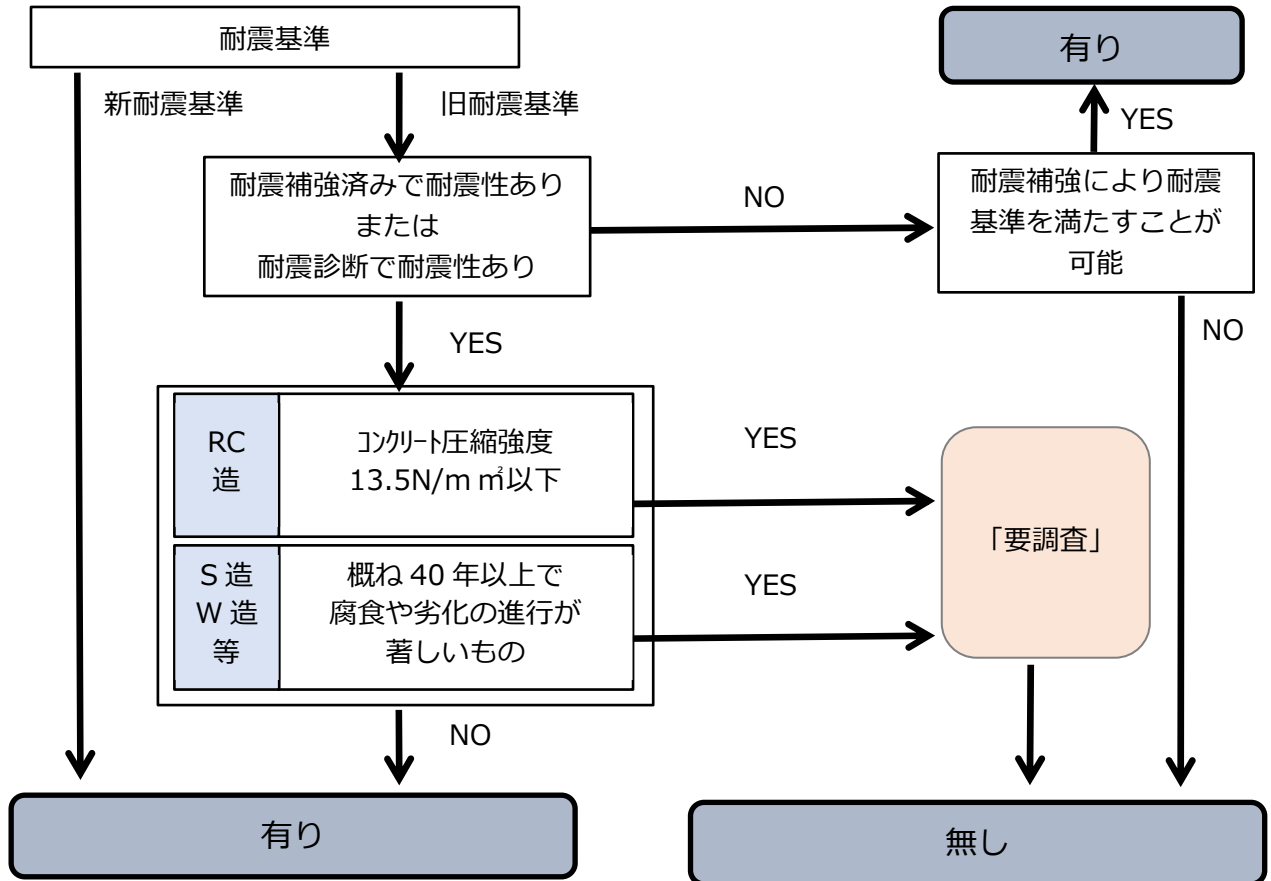 耐震基準
有り
新耐震基準
旧耐震基準
YES
耐震補強済みで耐震性あり
または
耐震診断で耐震性あり
NO
耐震補強により耐震
基準を満たすことが
可能
YES
NO
RC
造
ｺﾝｸﾘｰﾄ圧縮強度
13.5N/m㎡以下
YES
「要調査」
S造
W造
等
概ね40年以上で
腐食や劣化の進行が
著しいもの
YES
NO
有り
無し